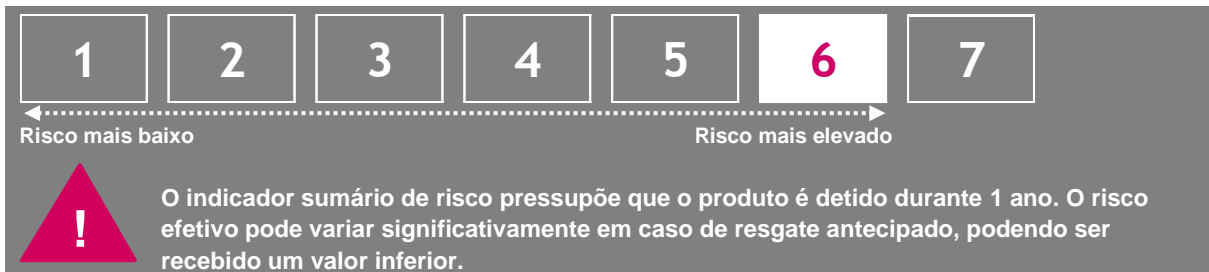 1 2 3 4 5 6 7
Risco mais baixo Risco mais elevado
! O indicador sumário de risco pressupõe que o produto é detido durante 1 ano. O risco
efetivo pode variar significativamente em caso de resgate antecipado, podendo ser
recebido um valor inferior.